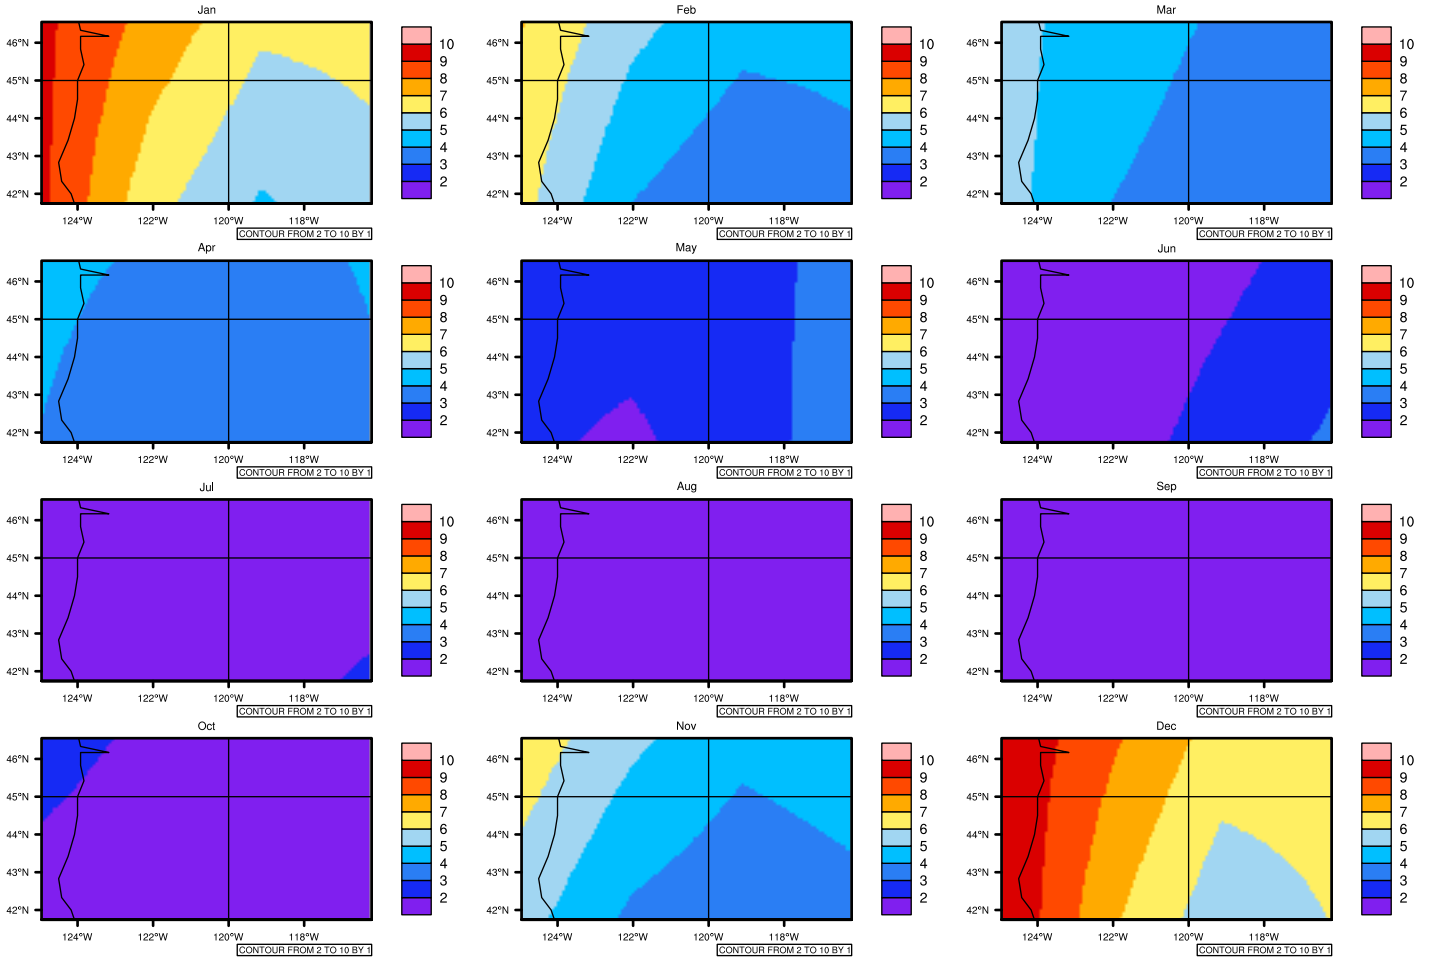 Jan Feb Mar
46°N 10 46°N 10 46°N 10
9 9 9
45°N 8 45°N 8 45°N 8
7 7 7
44°N 6 44°N 6 44°N 6
5 5 5
43°N 4 43°N 4 43°N 4
3 3 3
42°N 2 42°N 2 42°N 2
124°W 122°W 120°W 118°W 124°W 122°W 120°W 118°W 124°W 122°W 120°W 118°W
CONTOUR FROM 2 TO 10 BY 1 CONTOUR FROM 2 TO 10 BY 1 CONTOUR FROM 2 TO 10 BY 1
Apr May Jun
46°N 10 46°N 10 46°N 10
9 9 9
45°N 8 45°N 8 45°N 8
7 7 7
44°N 6 44°N 6 44°N 6
5 5 5
43°N 4 43°N 4 43°N 4
3 3 3
42°N 2 42°N 2 42°N 2
124°W 122°W 120°W 118°W 124°W 122°W 120°W 118°W 124°W 122°W 120°W 118°W
CONTOUR FROM 2 TO 10 BY 1 CONTOUR FROM 2 TO 10 BY 1 CONTOUR FROM 2 TO 10 BY 1
Jul Aug Sep
46°N 10 46°N 10 46°N 10
9 9 9
45°N 8 45°N 8 45°N 8
7 7 7
44°N 6 44°N 6 44°N 6
5 5 5
43°N 4 43°N 4 43°N 4
3 3 3
42°N 2 42°N 2 42°N 2
124°W 122°W 120°W 118°W 124°W 122°W 120°W 118°W 124°W 122°W 120°W 118°W
CONTOUR FROM 2 TO 10 BY 1 CONTOUR FROM 2 TO 10 BY 1 CONTOUR FROM 2 TO 10 BY 1
Oct Nov Dec
46°N 10 46°N 10 46°N 10
9 9 9
45°N 8 45°N 8 45°N 8
7 7 7
44°N 6 44°N 6 44°N 6
5 5 5
43°N 4 43°N 4 43°N 4
3 3 3
42°N 2 42°N 2 42°N 2
124°W 122°W 120°W 118°W 124°W 122°W 120°W 118°W 124°W 122°W 120°W 118°W
CONTOUR FROM 2 TO 10 BY 1 CONTOUR FROM 2 TO 10 BY 1 CONTOUR FROM 2 TO 10 BY 1